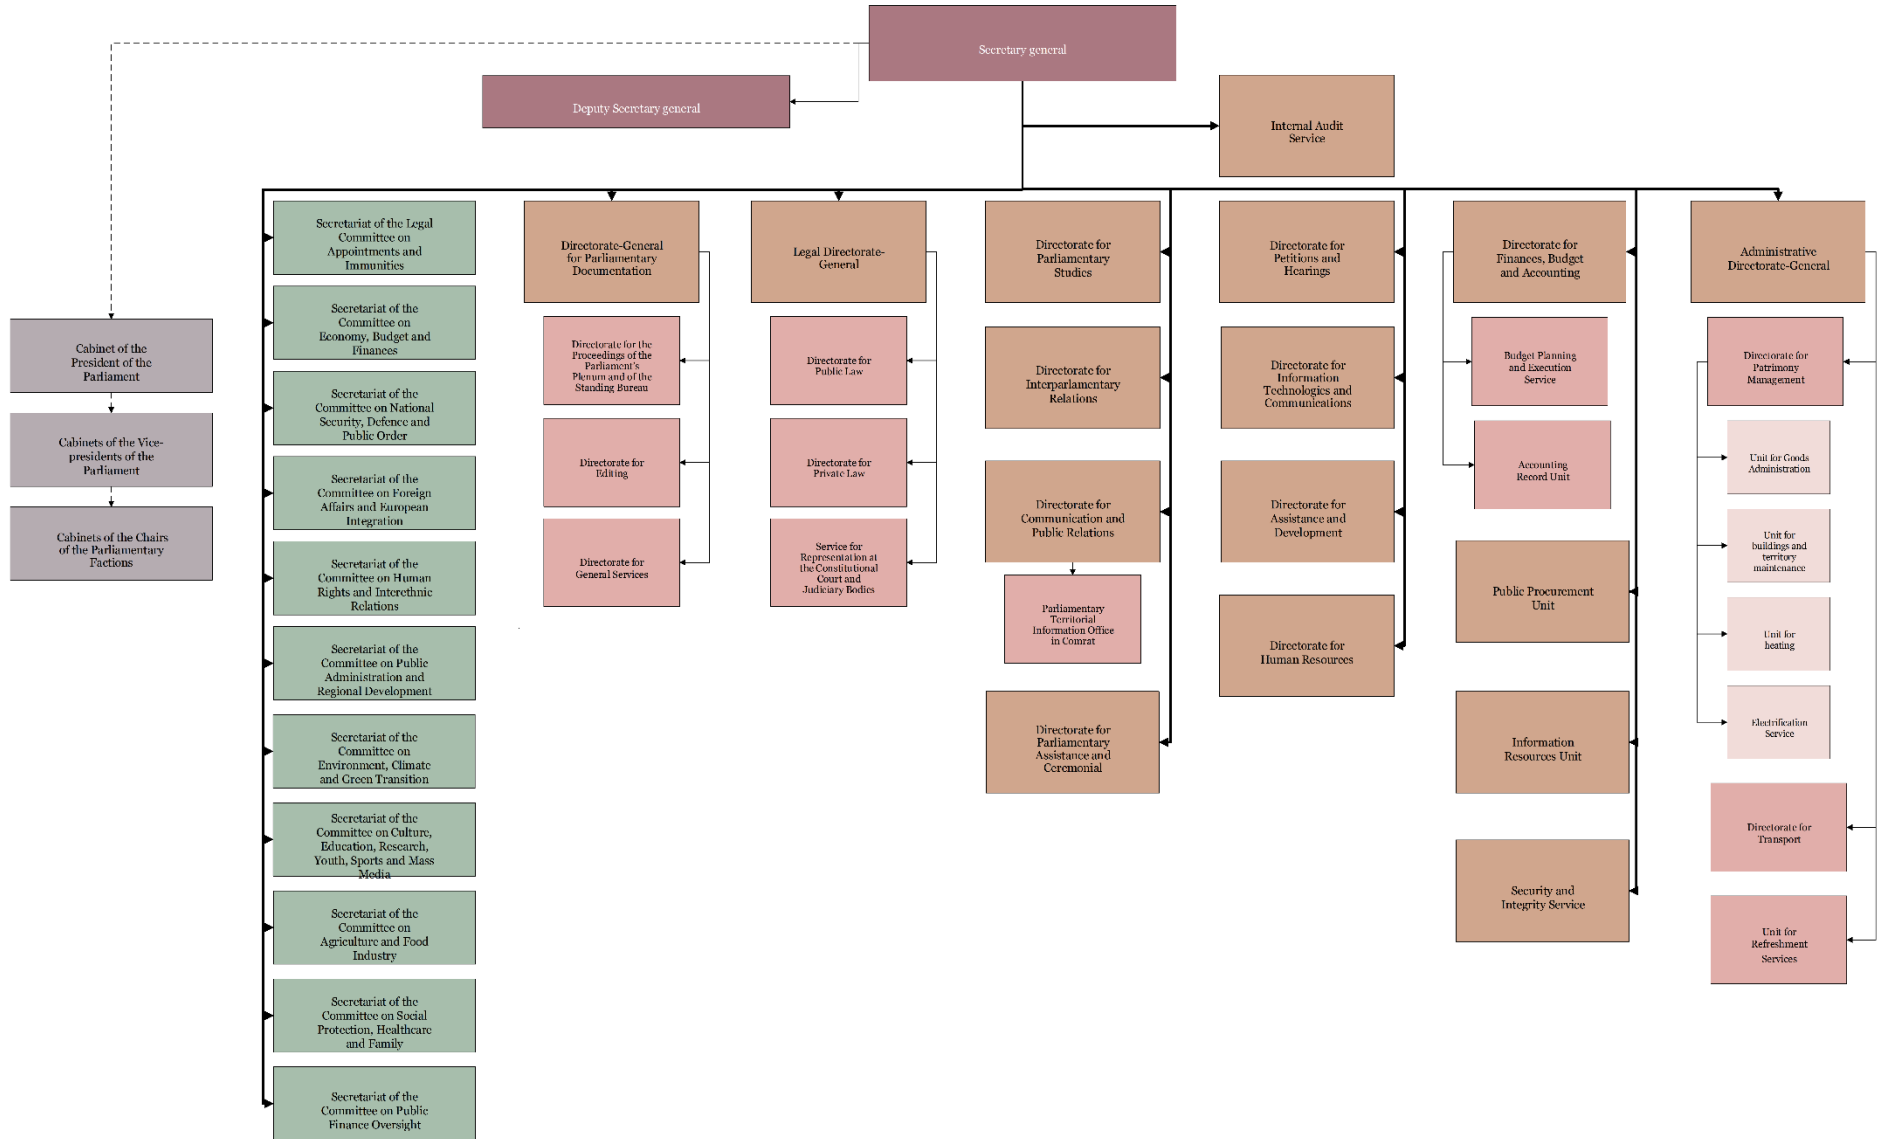 Secretary general
Deputy Secretary general
Internal Audit
Service
Cabinet of the
President of the
Parliament
Cabinets of the Vice-
presidents of the
Parliament
Cabinets of the Chairs
of the Parliamentary
Factions
Secretariat of the Legal
Committee on
Appointments and
Immunities
Secretariat of the
Committee on
Economy, Budget and
Finances
Secretariat of the
Committee on National
Security, Defence and
Public Order
Secretariat of the
Committee on Foreign
Affairs and European
Integration
Secretariat of the
Committee on Human
Rights and Interethnic
Relations
Secretariat of the
Committee on Public
Administration and
Regional Development
Secretariat of the
Committee on
Environment, Climate
and Green Transition
Secretariat of the
Committee on Culture,
Education, Research,
Youth, Sports and Mass
Media
Secretariat of the
Committee on
Agriculture and Food
Industry
Secretariat of the
Committee on Social
Protection, Healthcare
and Family
Secretariat of the
Committee on Public
Finance Oversight
Directorate-General
for Parliamentary
Documentation
Directorate for the
Proceedings of the
Parliament's
Plenum and of the
Standing Bureau
Directorate for
Editing
Directorate for
General Services
Legal Directorate-
General
Directorate for
Public Law
Directorate for
Private Law
Service for
Representation at
the Constitutional
Court and
Judiciary Bodies
Directorate for
Parliamentary
Studies
Directorate for
Interparlamentary
Relations
Directorate for
Communication and
Public Relations
Parliamentary
Territorial
Information Office
in Comrat
Directorate for
Parliamentary
Assistance and
Ceremonial
Directorate for
Petitions and
Hearings
Directorate for
Information
Technologies and
Communications
Directorate for
Assistance and
Development
Directorate for
Human Resources
Directorate for
Finances, Budget
and Accounting
Budget Planning
and Execution
Service
Accounting
Record Unit
Public Procurement
Unit
Information
Resources Unit
Security and
Integrity Service
Administrative
Directorate-General
Directorate for
Patrimony
Management
Unit for Goods
Administration
Unit for
buildings and
territory
maintenance
Unit for
heating
Electrification
Service
Directorate for
Transport
Unit for
Refreshment
Services